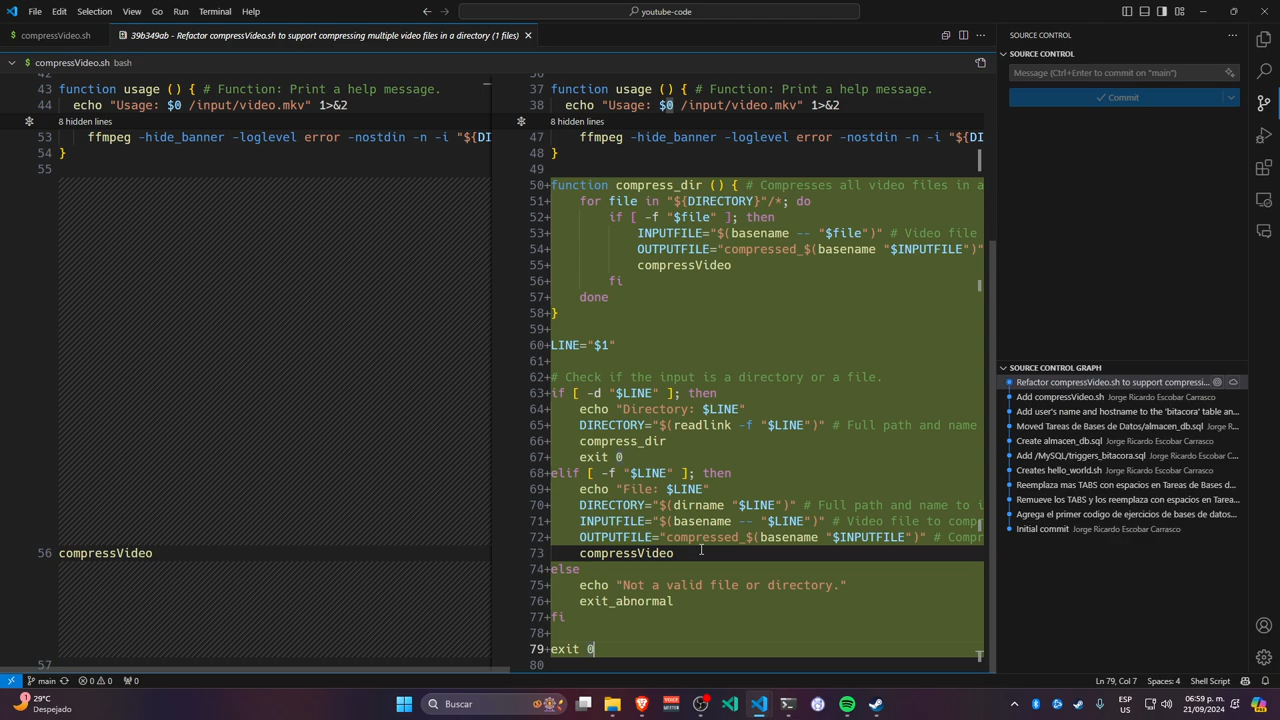 File Edit Selection View Go Run Terminal Help
youtube-code
compressVideo.sh
39b349ab - Refactor compressVideo.sh to support compressing multiple video files in a directory (1 files)
compressVideo.sh bash
43 function usage () { # Function: Print a help message.
44 echo "Usage: $0 /input/video.mkv" 1>&2
8 hidden lines
53 ffmpeg -hide_banner -loglevel error -nostdin -n -i "${DI
54 }
55
56 compressVideo
57
37 function usage () { # Function: Print a help message.
38 echo "Usage: $0 /input/video.mkv" 1>&2
8 hidden lines
47 ffmpeg -hide_banner -loglevel error -nostdin -n -i "${DI
48 }
49
50+ function compress_dir () { # Compresses all video files in a
51+ for file in "${DIRECTORY}"/*; do
52+ if [ -f "$file" ]; then
53+ INPUTFILE="$(basename -- "$file")" # Video file
54+ OUTPUTFILE="compressed_$(basename "$INPUTFILE")"
55+ compressVideo
56+ fi
57+ done
58+ }
59+
60+ LINE="$1"
61+
62+ # Check if the input is a directory or a file.
63+ if [ -d "$LINE" ]; then
64+ echo "Directory: $LINE"
65+ DIRECTORY="$(readlink -f "$LINE")" # Full path and name
66+ compress_dir
67+ exit 0
68+ elif [ -f "$LINE" ]; then
69+ echo "File: $LINE"
70+ DIRECTORY="$(dirname "$LINE")" # Full path and name to i
71+ INPUTFILE="$(basename -- "$LINE")" # Video file to comp
72+ OUTPUTFILE="compressed_$(basename "$INPUTFILE")" # Compr
73 compressVideo
74+ else
75+ echo "Not a valid file or directory."
76+ exit_abnormal
77+ fi
78+
79+ exit 0
80
SOURCE CONTROL
SOURCE CONTROL
Message (Ctrl+Enter to commit on "main")
Commit
SOURCE CONTROL GRAPH
Refactor compressVideo.sh to support compressi...
Add compressVideo.sh Jorge Ricardo Escobar Carrasco
Add user's name and hostname to the 'bitacora' table an...
Moved Tareas de Bases de Datos/almacen_db.sql Jorge R...
Create almacen_db.sql Jorge Ricardo Escobar Carrasco
Add /MySQL/triggers_bitacora.sql Jorge Ricardo Escob...
Creates hello_world.sh Jorge Ricardo Escobar Carrasco
Reemplaza mas TABS con espacios en Tareas de Bases d...
Remueve los TABS y los reemplaza con espacios en Tarea...
Agrega el primer codigo de ejercicios de bases de datos...
Initial commit Jorge Ricardo Escobar Carrasco
main 0 0 0 Ln 79, Col 7 Spaces: 4 Shell Script
29°C
Despejado
Buscar
ESP
US
06:59 p. m.
21/09/2024